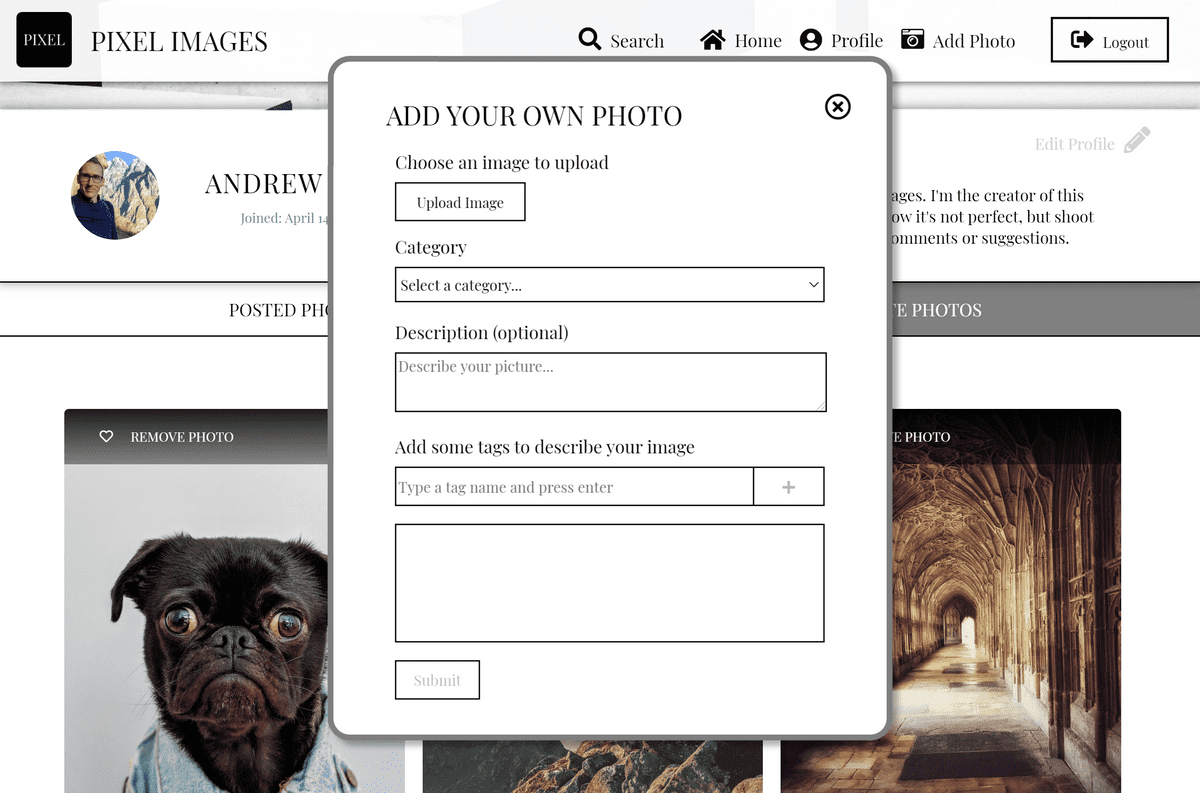 PIXEL
PIXEL IMAGES
Search
Home
Profile
Add Photo
Logout
ADD YOUR OWN PHOTO
Edit Profile
Choose an image to upload
ANDREW
ages. I'm the creator of this
Upload Image
Joined: April 14
ow it's not perfect, but shoot
omments or suggestions.
Category
Select a category...
POSTED PHO
E PHOTOS
Description (optional)
Describe your picture...
REMOVE PHOTO
E PHOTO
Add some tags to describe your image
Type a tag name and press enter
+
Submit